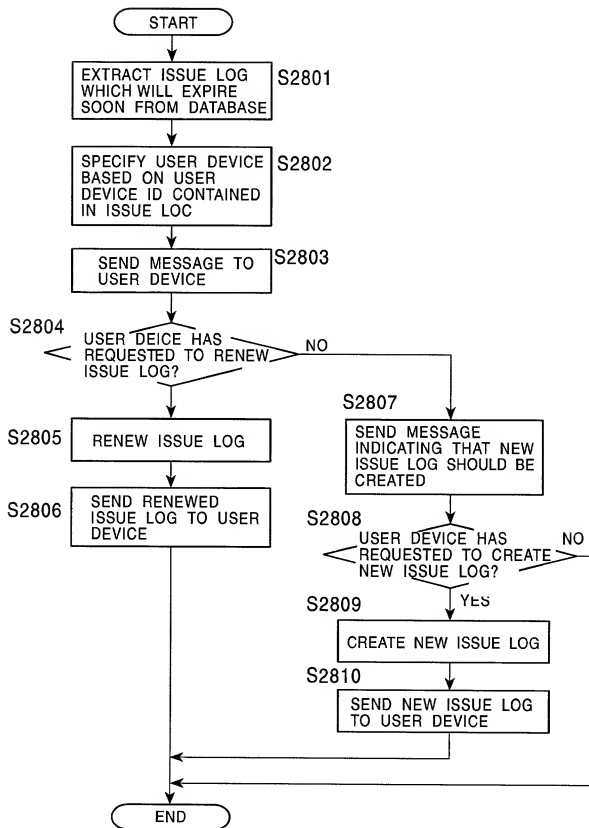 START
EXTRACT ISSUE LOG
WHICH WILL EXPIRE
SOON FROM DATABASE
S2801
SPECIFY USER DEVICE
BASED ON USER
DEVICE ID CONTAINED
IN ISSUE LOC
S2802
SEND MESSAGE TO
USER DEVICE
S2803
S2804
USER DEICE HAS
REQUESTED TO RENEW
ISSUE LOG?
NO
S2805
RENEW ISSUE LOG
S2806
SEND RENEWED
ISSUE LOG TO USER
DEVICE
S2807
SEND MESSAGE
INDICATING THAT NEW
ISSUE LOG SHOULD BE
CREATED
S2808
USER DEVICE HAS
REQUESTED TO CREATE
NEW ISSUE LOG?
NO
YES
S2809
CREATE NEW ISSUE LOG
S2810
SEND NEW ISSUE LOG
TO USER DEVICE
END